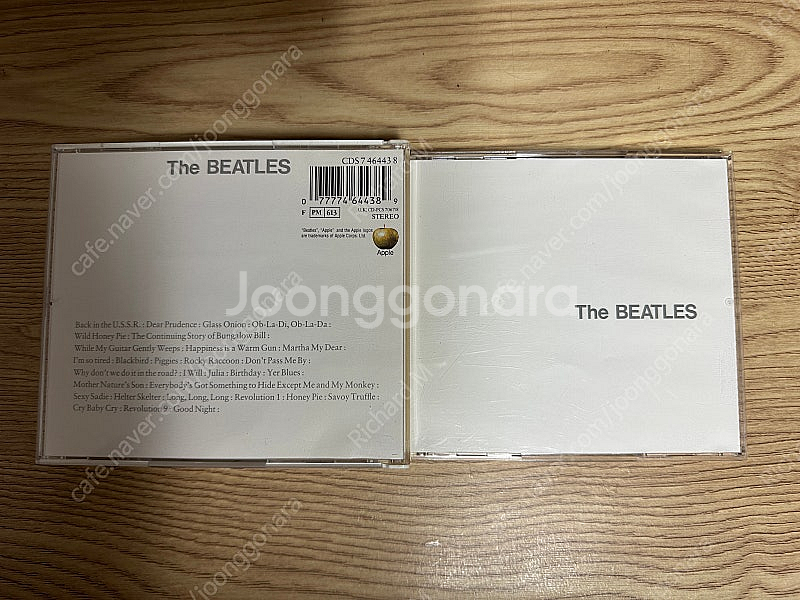 The BEATLES
CDS 7 46443 8
0 77774 64438 9
F PM 613
STEREO
"Beatles", "Apple" and the Apple logos
are trademarks of Apple Corps. Ltd.
Apple
Back in the U.S.S.R. : Dear Prudence : Glass Onion : Ob-La-Di, Ob-La-Da :
Wild Honey Pie : The Continuing Story of Bungalow Bill :
While My Guitar Gently Weeps : Happiness is a Warm Gun : Martha My Dear :
I'm so tired : Blackbird : Piggies : Rocky Raccoon : Don't Pass Me By :
Why don't we do it in the road? : I Will : Julia : Birthday : Yer Blues :
Mother Nature's Son : Everybody's Got Something to Hide Except Me and My Monkey :
Sexy Sadie : Helter Skelter : Long, Long, Long : Revolution 1 : Honey Pie : Savoy Truffle :
Cry Baby Cry : Revolution 9 : Good Night :
The BEATLES
Joonggonara
cafe.naver.com/joonggonara